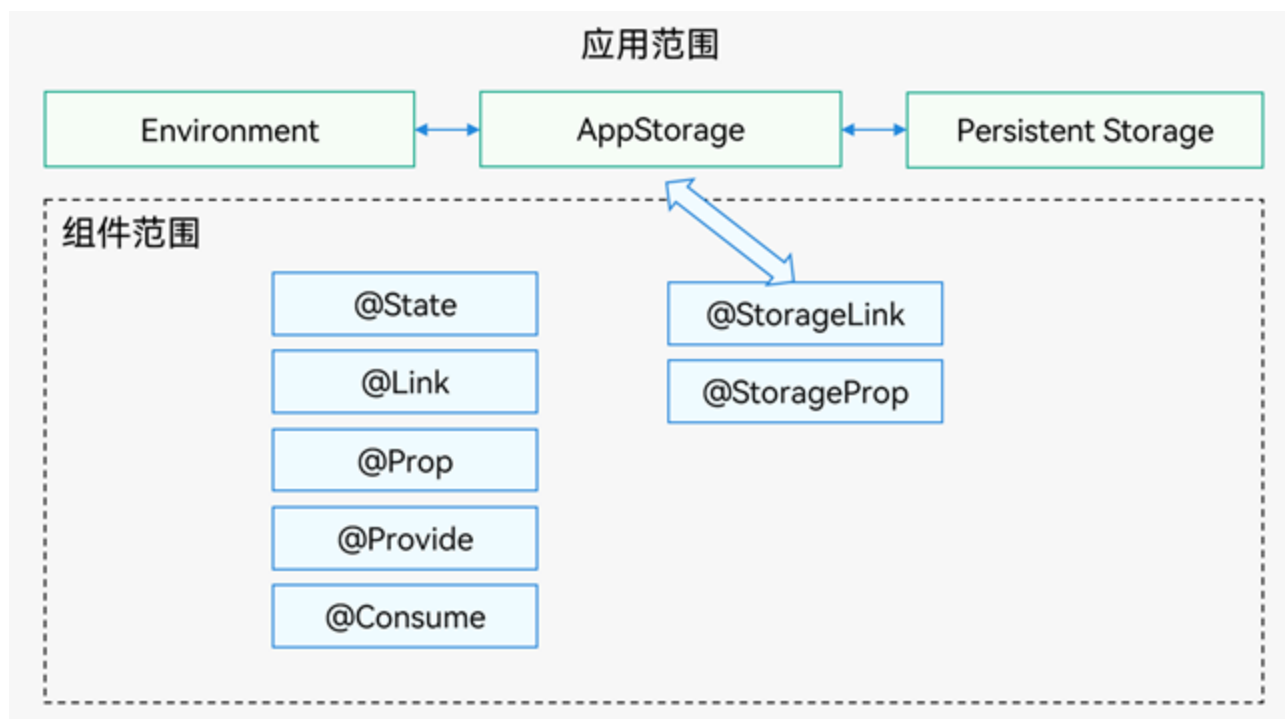 应用范围
Environment
AppStorage
Persistent Storage
组件范围
@State
@Link
@Prop
@Provide
@Consume
@StorageLink
@StorageProp